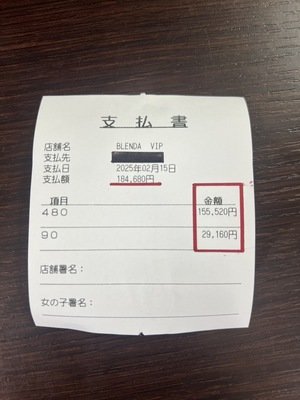 支払書
店舗名 BLENDA VIP
支払先
支払日 2025年02月15日
支払額 184,680円
項目 金額
480 155,520円
90 29,160円
店舗署名：
女の子署名：